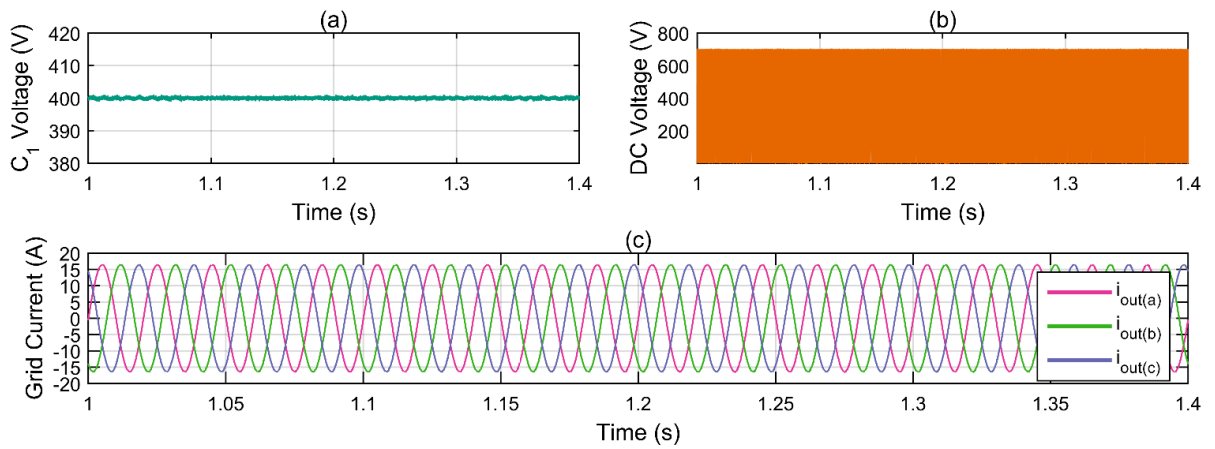 (a)
C1 Voltage (V)
420
410
400
390
380
1 1.1 1.2 1.3 1.4
Time (s)
(b)
DC Voltage (V)
800
600
400
200
1 1.1 1.2 1.3 1.4
Time (s)
(c)
Grid Current (A)
20
15
10
5
0
-5
-10
-15
-20
1 1.05 1.1 1.15 1.2 1.25 1.3 1.35 1.4
Time (s)
iout(a)
iout(b)
iout(c)